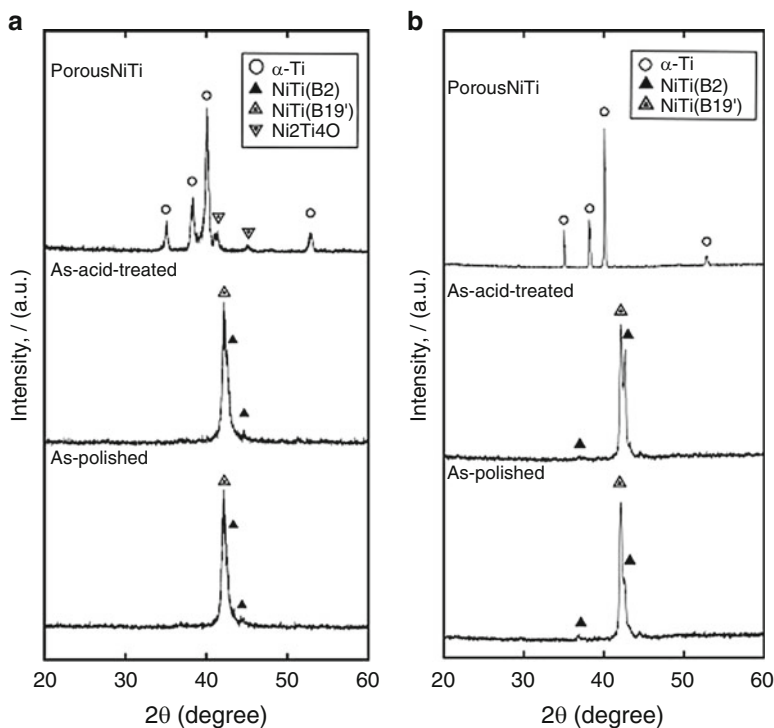 a
PorousNiTi
α-Ti
NiTi(B2)
NiTi(B19')
Ni2Ti4O
As-acid-treated
As-polished
Intensity, / (a.u.)
20 30 40 50 60
2θ (degree)
b
PorousNiTi
α-Ti
NiTi(B2)
NiTi(B19')
As-acid-treated
As-polished
Intensity, / (a.u.)
20 30 40 50 60
2θ (degree)